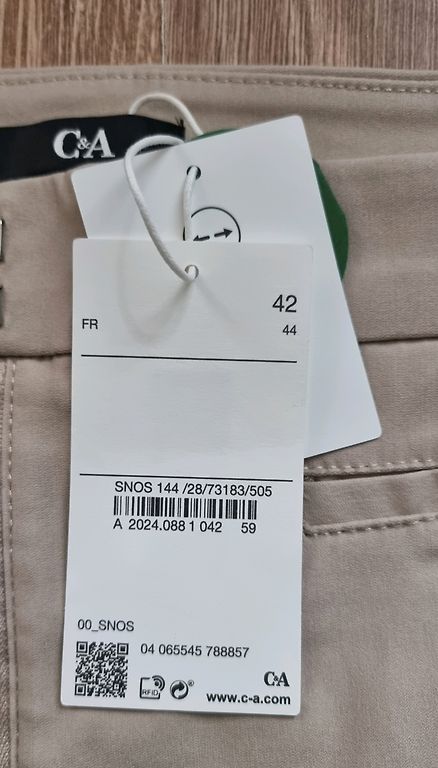 C&A
42
FR 44
SNOS 144 /28/73183/505
A 2024.088 1 042 59
00_SNOS
04 065545 788857
RFID
C&A
www.c-a.com